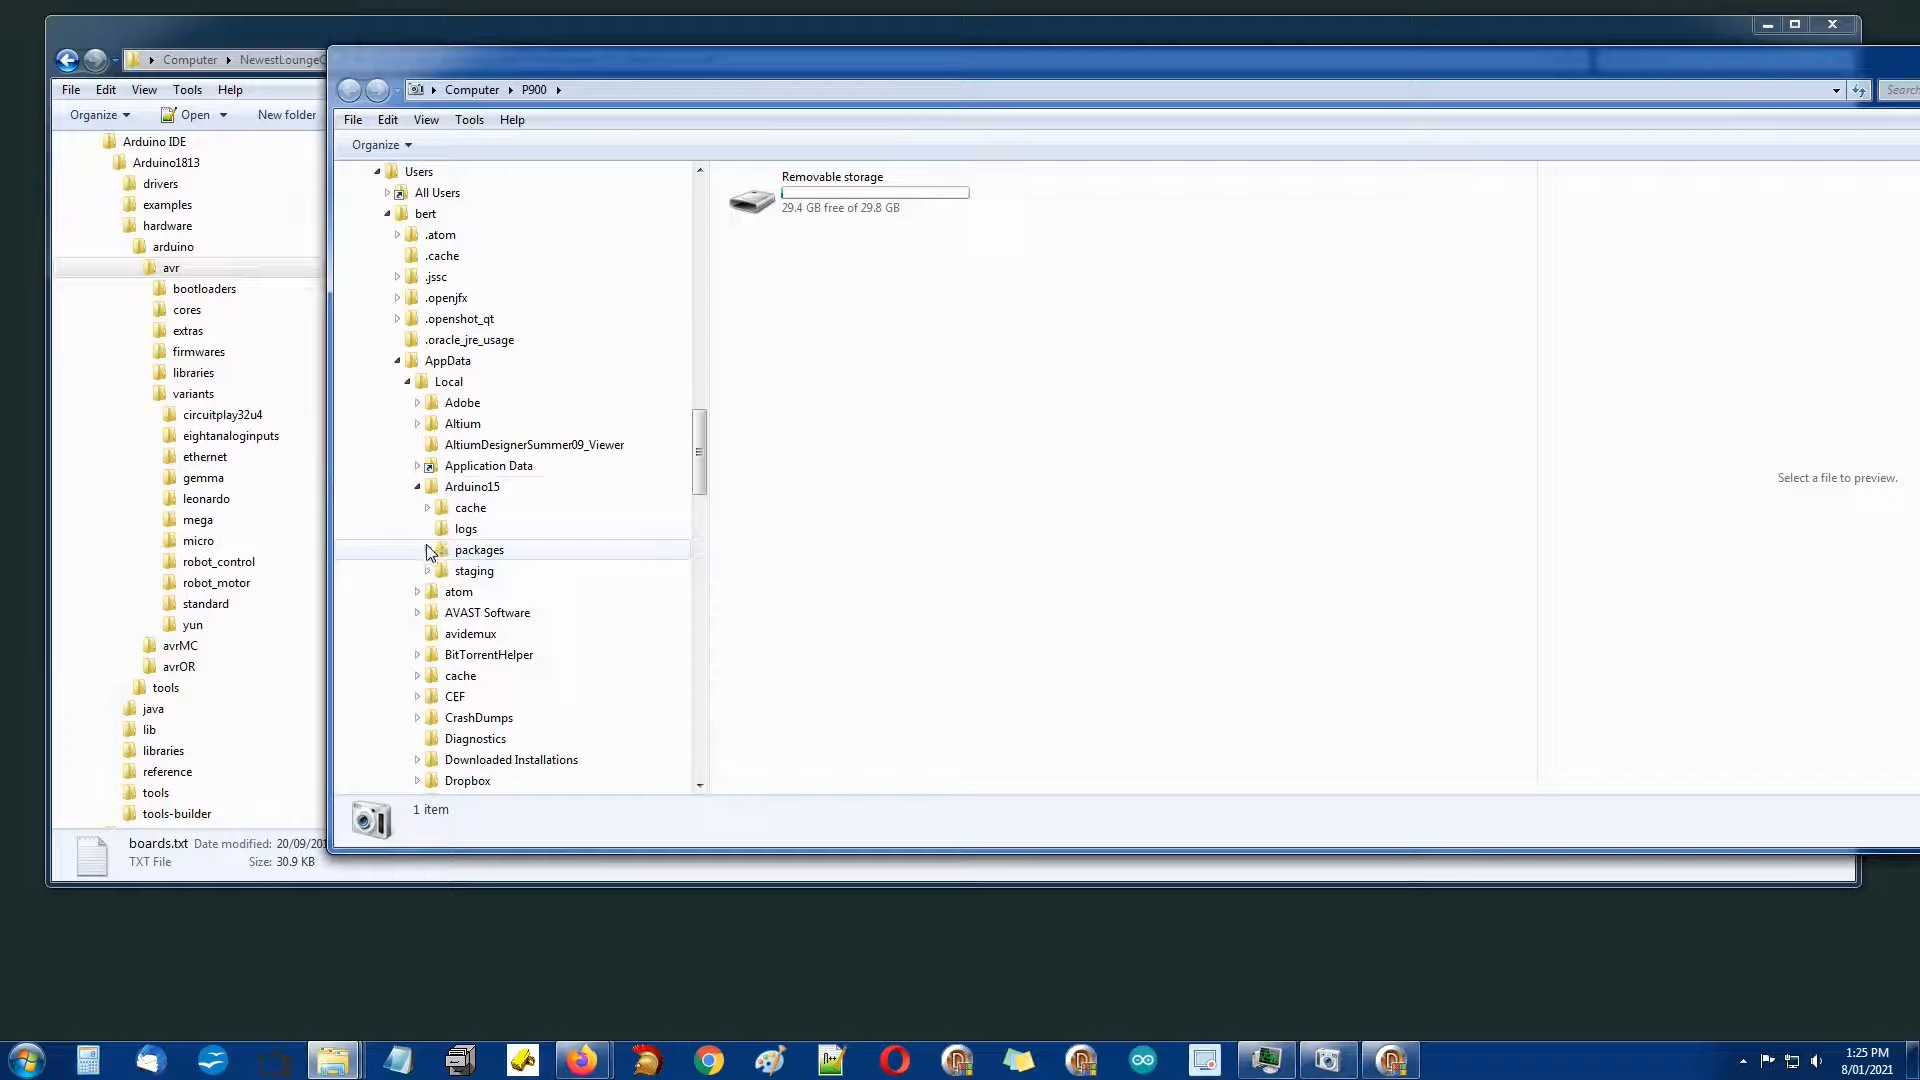 Computer
NewestLoungeC
File Edit View Tools Help
Organize Open New folder
Arduino IDE
Arduino1813
drivers
examples
hardware
arduino
avr
bootloaders
cores
extras
firmwares
libraries
variants
circuitplay32u4
eightanaloginputs
ethernet
gemma
leonardo
mega
micro
robot_control
robot_motor
standard
yun
avrMC
avrOR
tools
java
lib
libraries
reference
tools
tools-builder
boards.txt Date modified: 20/09/201
TXT File Size: 30.9 KB
Computer P900
Search
File Edit View Tools Help
Organize
Users
All Users
bert
.atom
.cache
.jssc
.openjfx
.openshot_qt
.oracle_jre_usage
AppData
Local
Adobe
Altium
AltiumDesignerSummer09_Viewer
Application Data
Arduino15
cache
logs
packages
staging
atom
AVAST Software
avidemux
BitTorrentHelper
cache
CEF
CrashDumps
Diagnostics
Downloaded Installations
Dropbox
Removable storage
29.4 GB free of 29.8 GB
Select a file to preview.
1 item
1:25 PM
8/01/2021